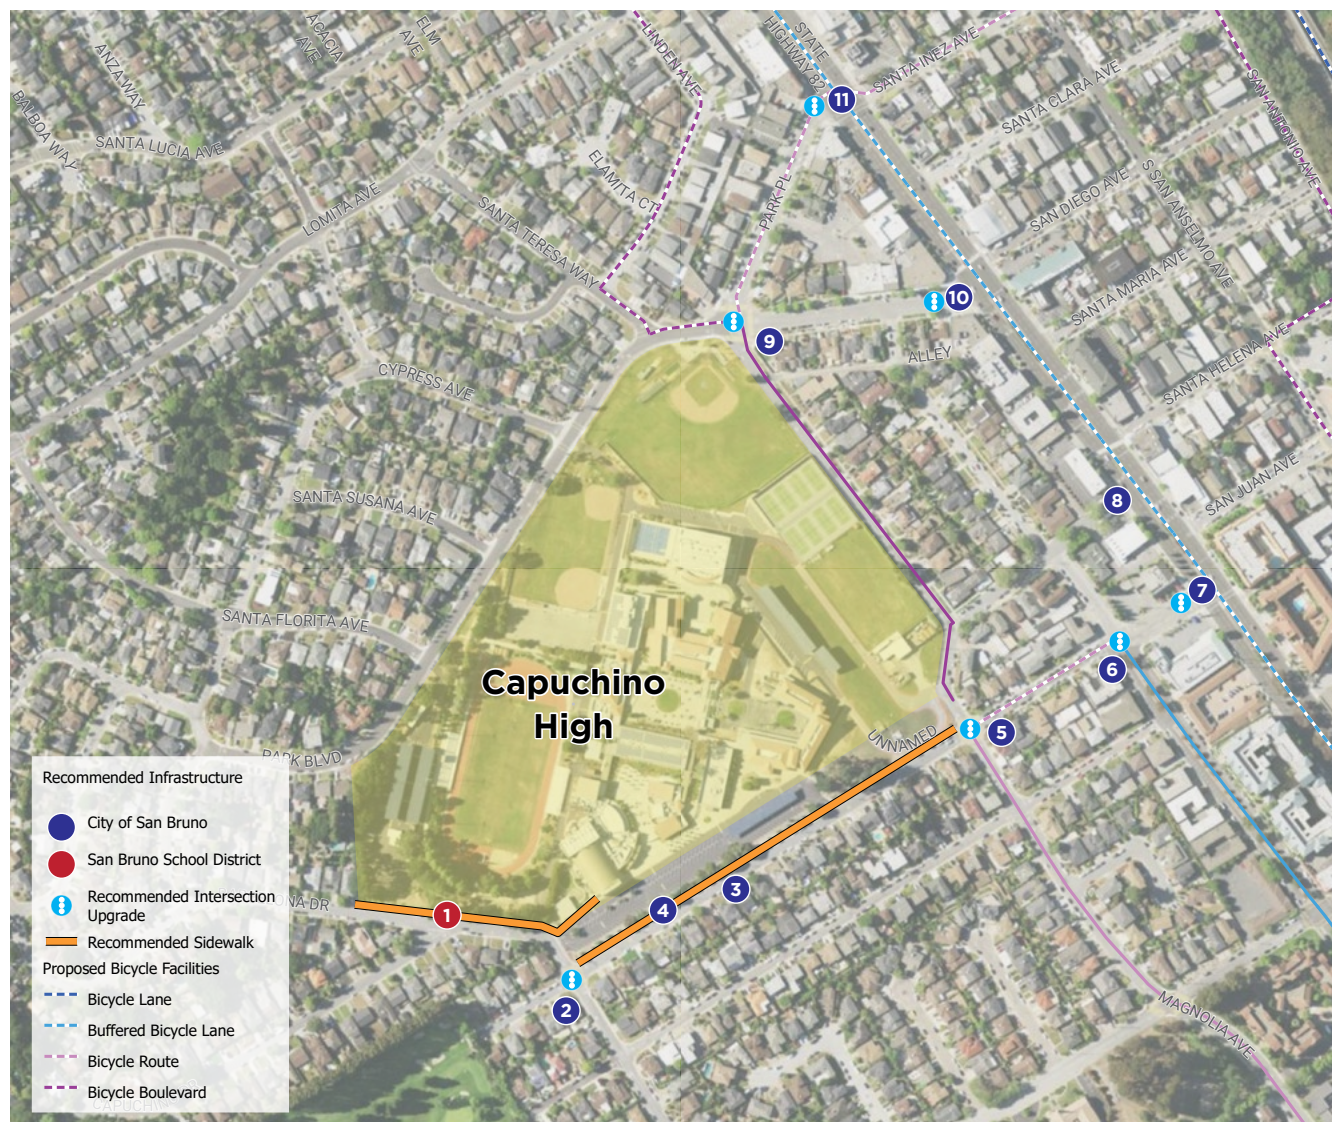 ACACIA
AVE
ELM
AVE
ANZA WAY
BALBOA WAY
SANTA LUCIA AVE
LOMITA AVE
LINDEN AVE
ELAMITA CT
SANTA TERESA WAY
PARK PL
STATE
HIGHWAY 82
SANTA INEZ AVE
11
SANTA CLARA AVE
SAN ANTONIO AVE
SAN DIEGO AVE
S SAN ANSELMO AVE
SANTA MARIA AVE
10
9
ALLEY
SANTA HELENA AVE
CYPRESS AVE
SANTA SUSANA AVE
SAN JUAN AVE
8
7
SANTA FLORITA AVE
6
Capuchino
High
UNNAMED
5
PARK BLVD
3
4
1
2
MAGNOLIA AVE
ONA DR
Recommended Infrastructure
City of San Bruno
San Bruno School District
Recommended Intersection
Upgrade
Recommended Sidewalk
Proposed Bicycle Facilities
Bicycle Lane
Buffered Bicycle Lane
Bicycle Route
Bicycle Boulevard